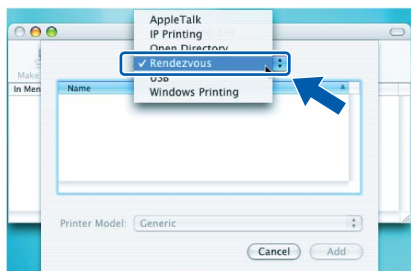 AppleTalk
IP Printing
Open Directory
✓ Rendezvous
USB
Windows Printing
Make
In Men
Name
Printer Model: Generic
Cancel Add